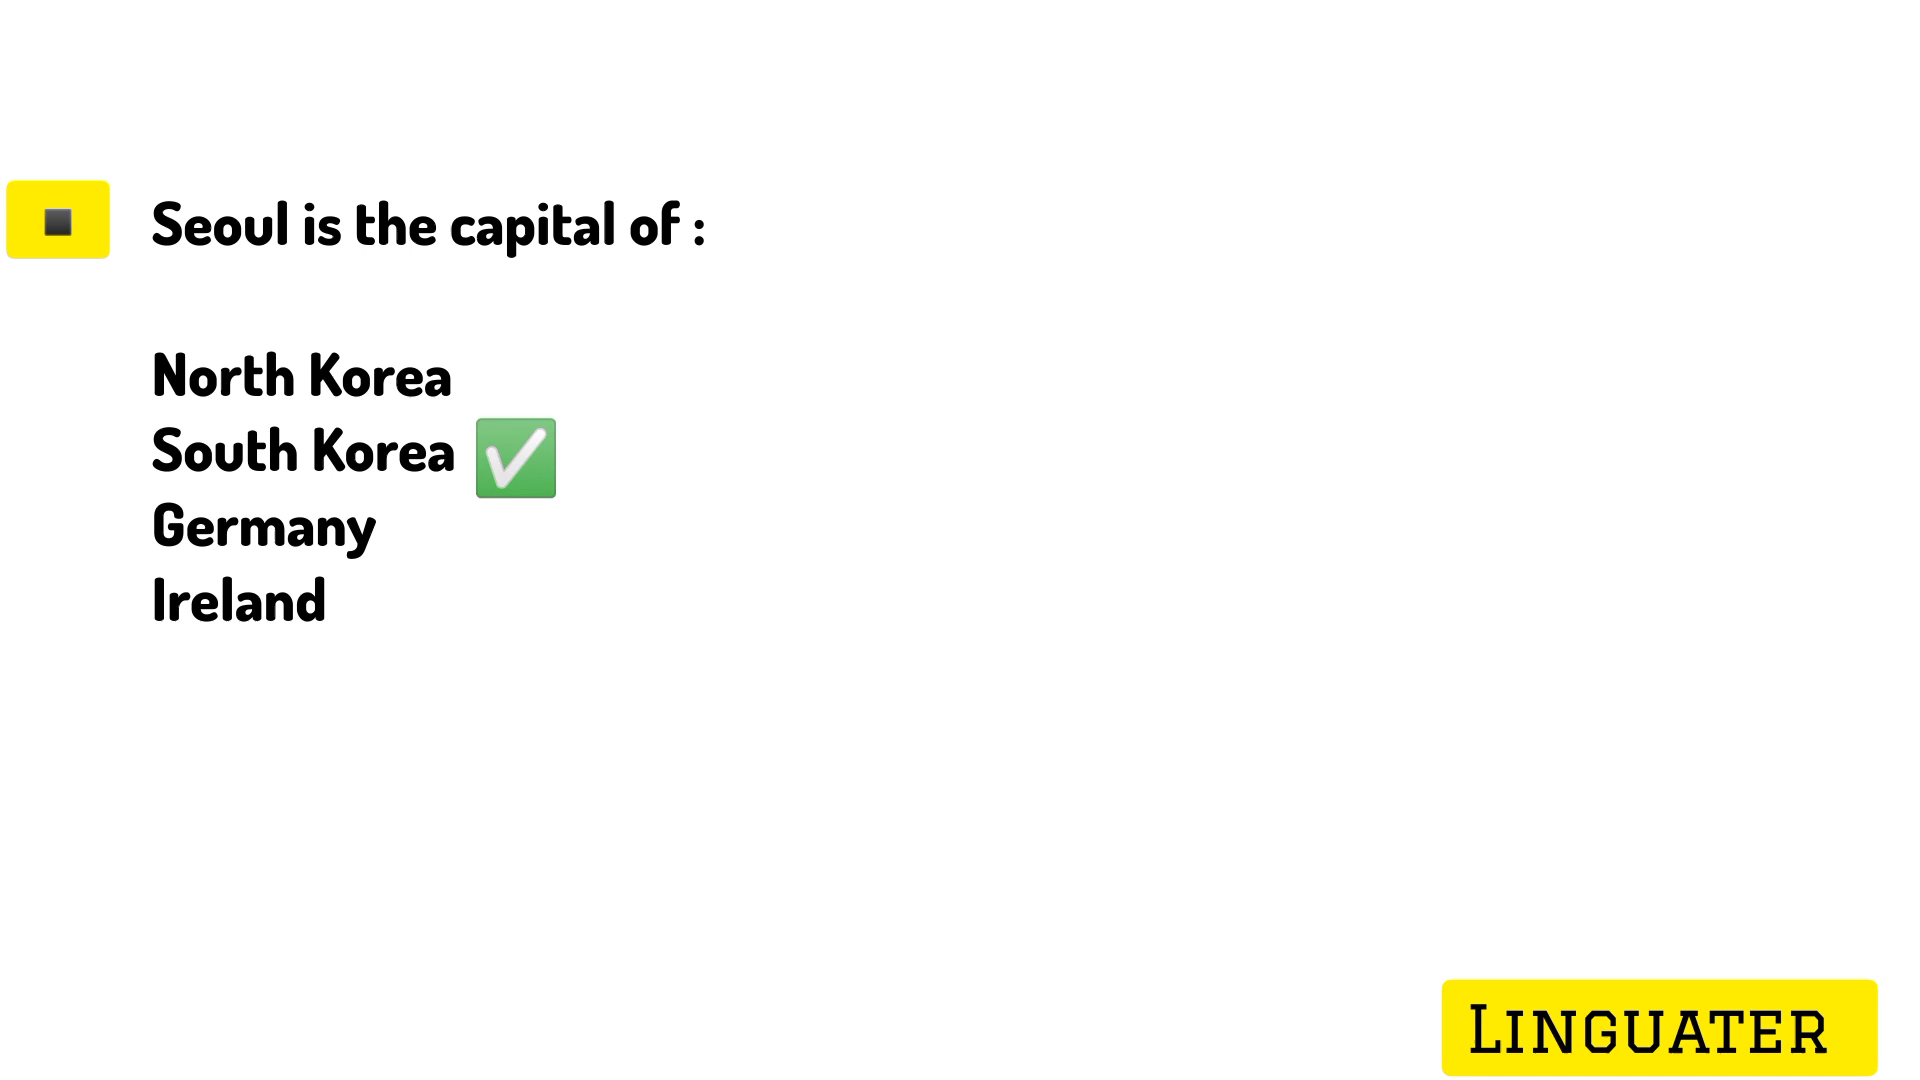 Seoul is the capital of :
North Korea
South Korea ✅
Germany
Ireland
LINGUATER